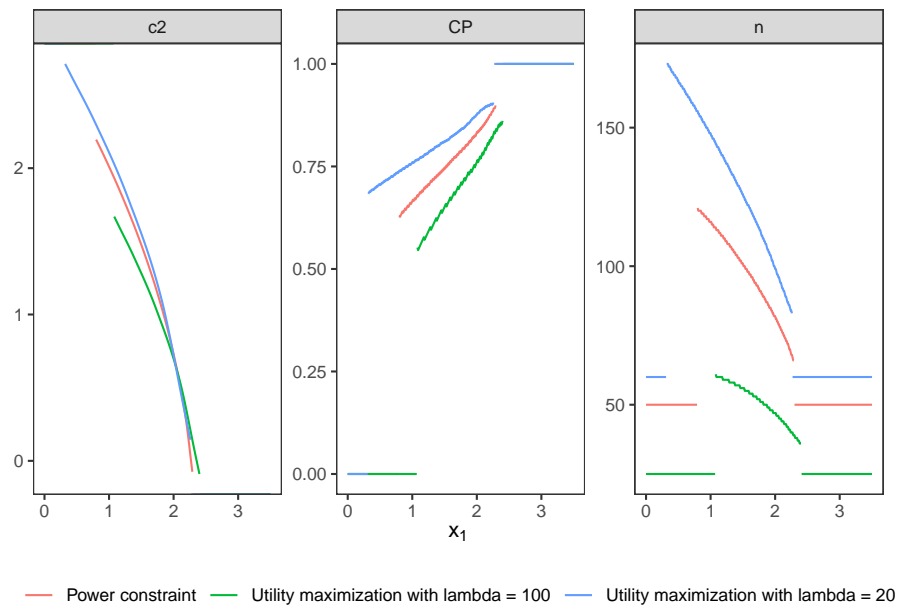 c2
CP
n
2
1
0
1.00
0.75
0.50
0.25
0.00
150
100
50
0 1 2 3
0 1 2 3
0 1 2 3
x1
Power constraint
Utility maximization with lambda = 100
Utility maximization with lambda = 20